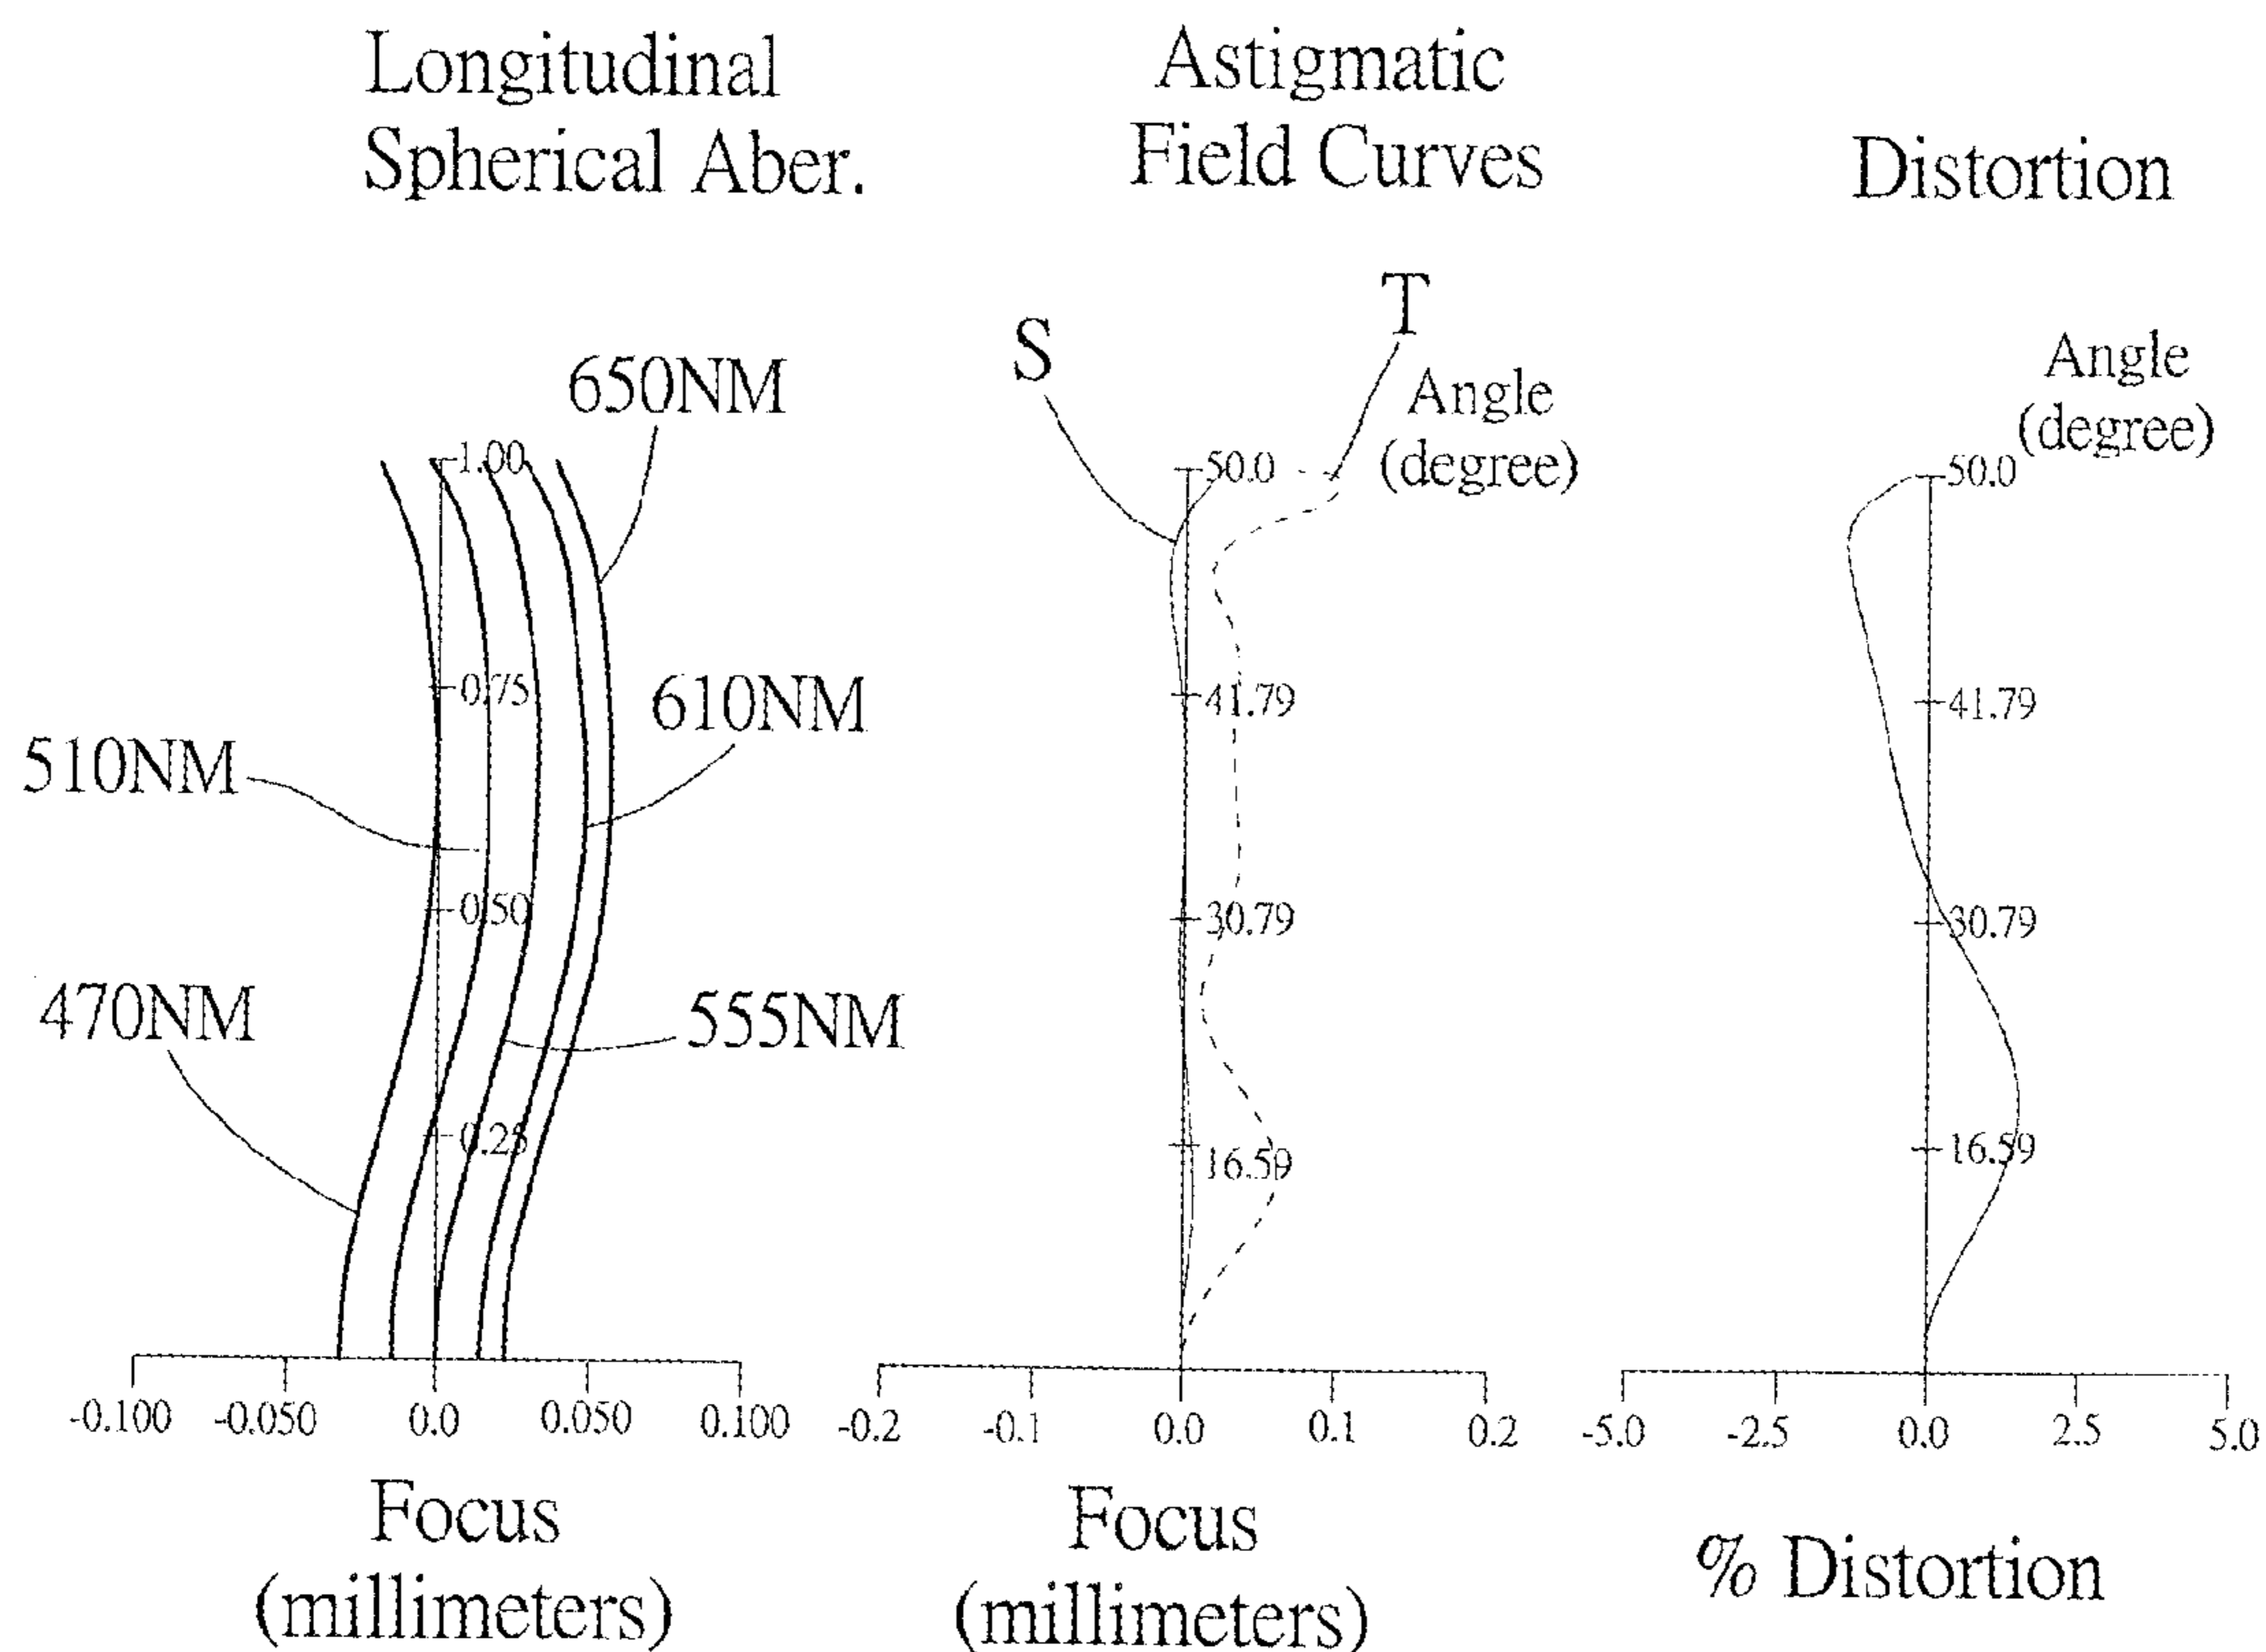 Longitudinal
Spherical Aber.
650NM
1.00
0.75
610NM
510NM
0.50
470NM
555NM
0.25
-0.100 -0.050 0.0 0.050 0.100
Focus
(millimeters)
Astigmatic
Field Curves
S
T
Angle
(degree)
50.0
41.79
30.79
16.59
-0.2 -0.1 0.0 0.1 0.2
Focus
(millimeters)
Distortion
Angle
(degree)
50.0
41.79
30.79
16.59
-5.0 -2.5 0.0 2.5 5.0
% Distortion